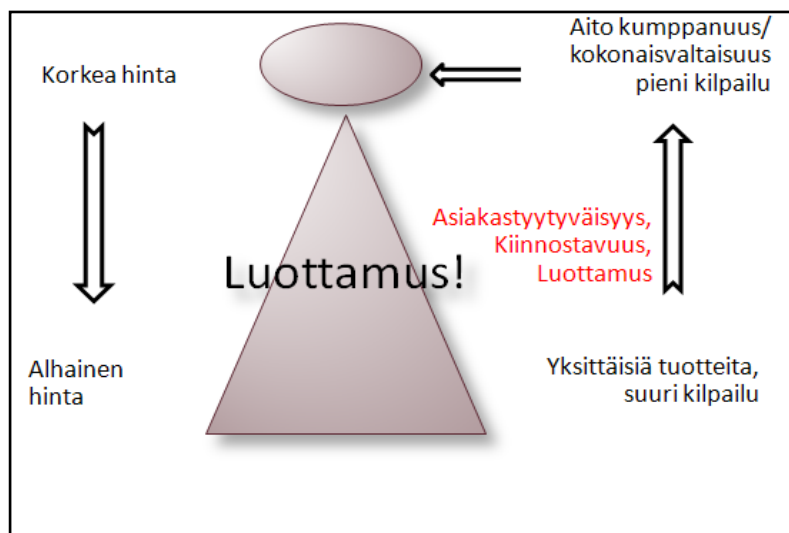 Korkea hinta
Aito kumppanuus/
kokonaisvaltaisuus
pieni kilpailu
Asiakastyytyväisyys,
Kiinnostavuus,
Luottamus
Luottamus!
Alhainen
hinta
Yksittäisiä tuotteita,
suuri kilpailu